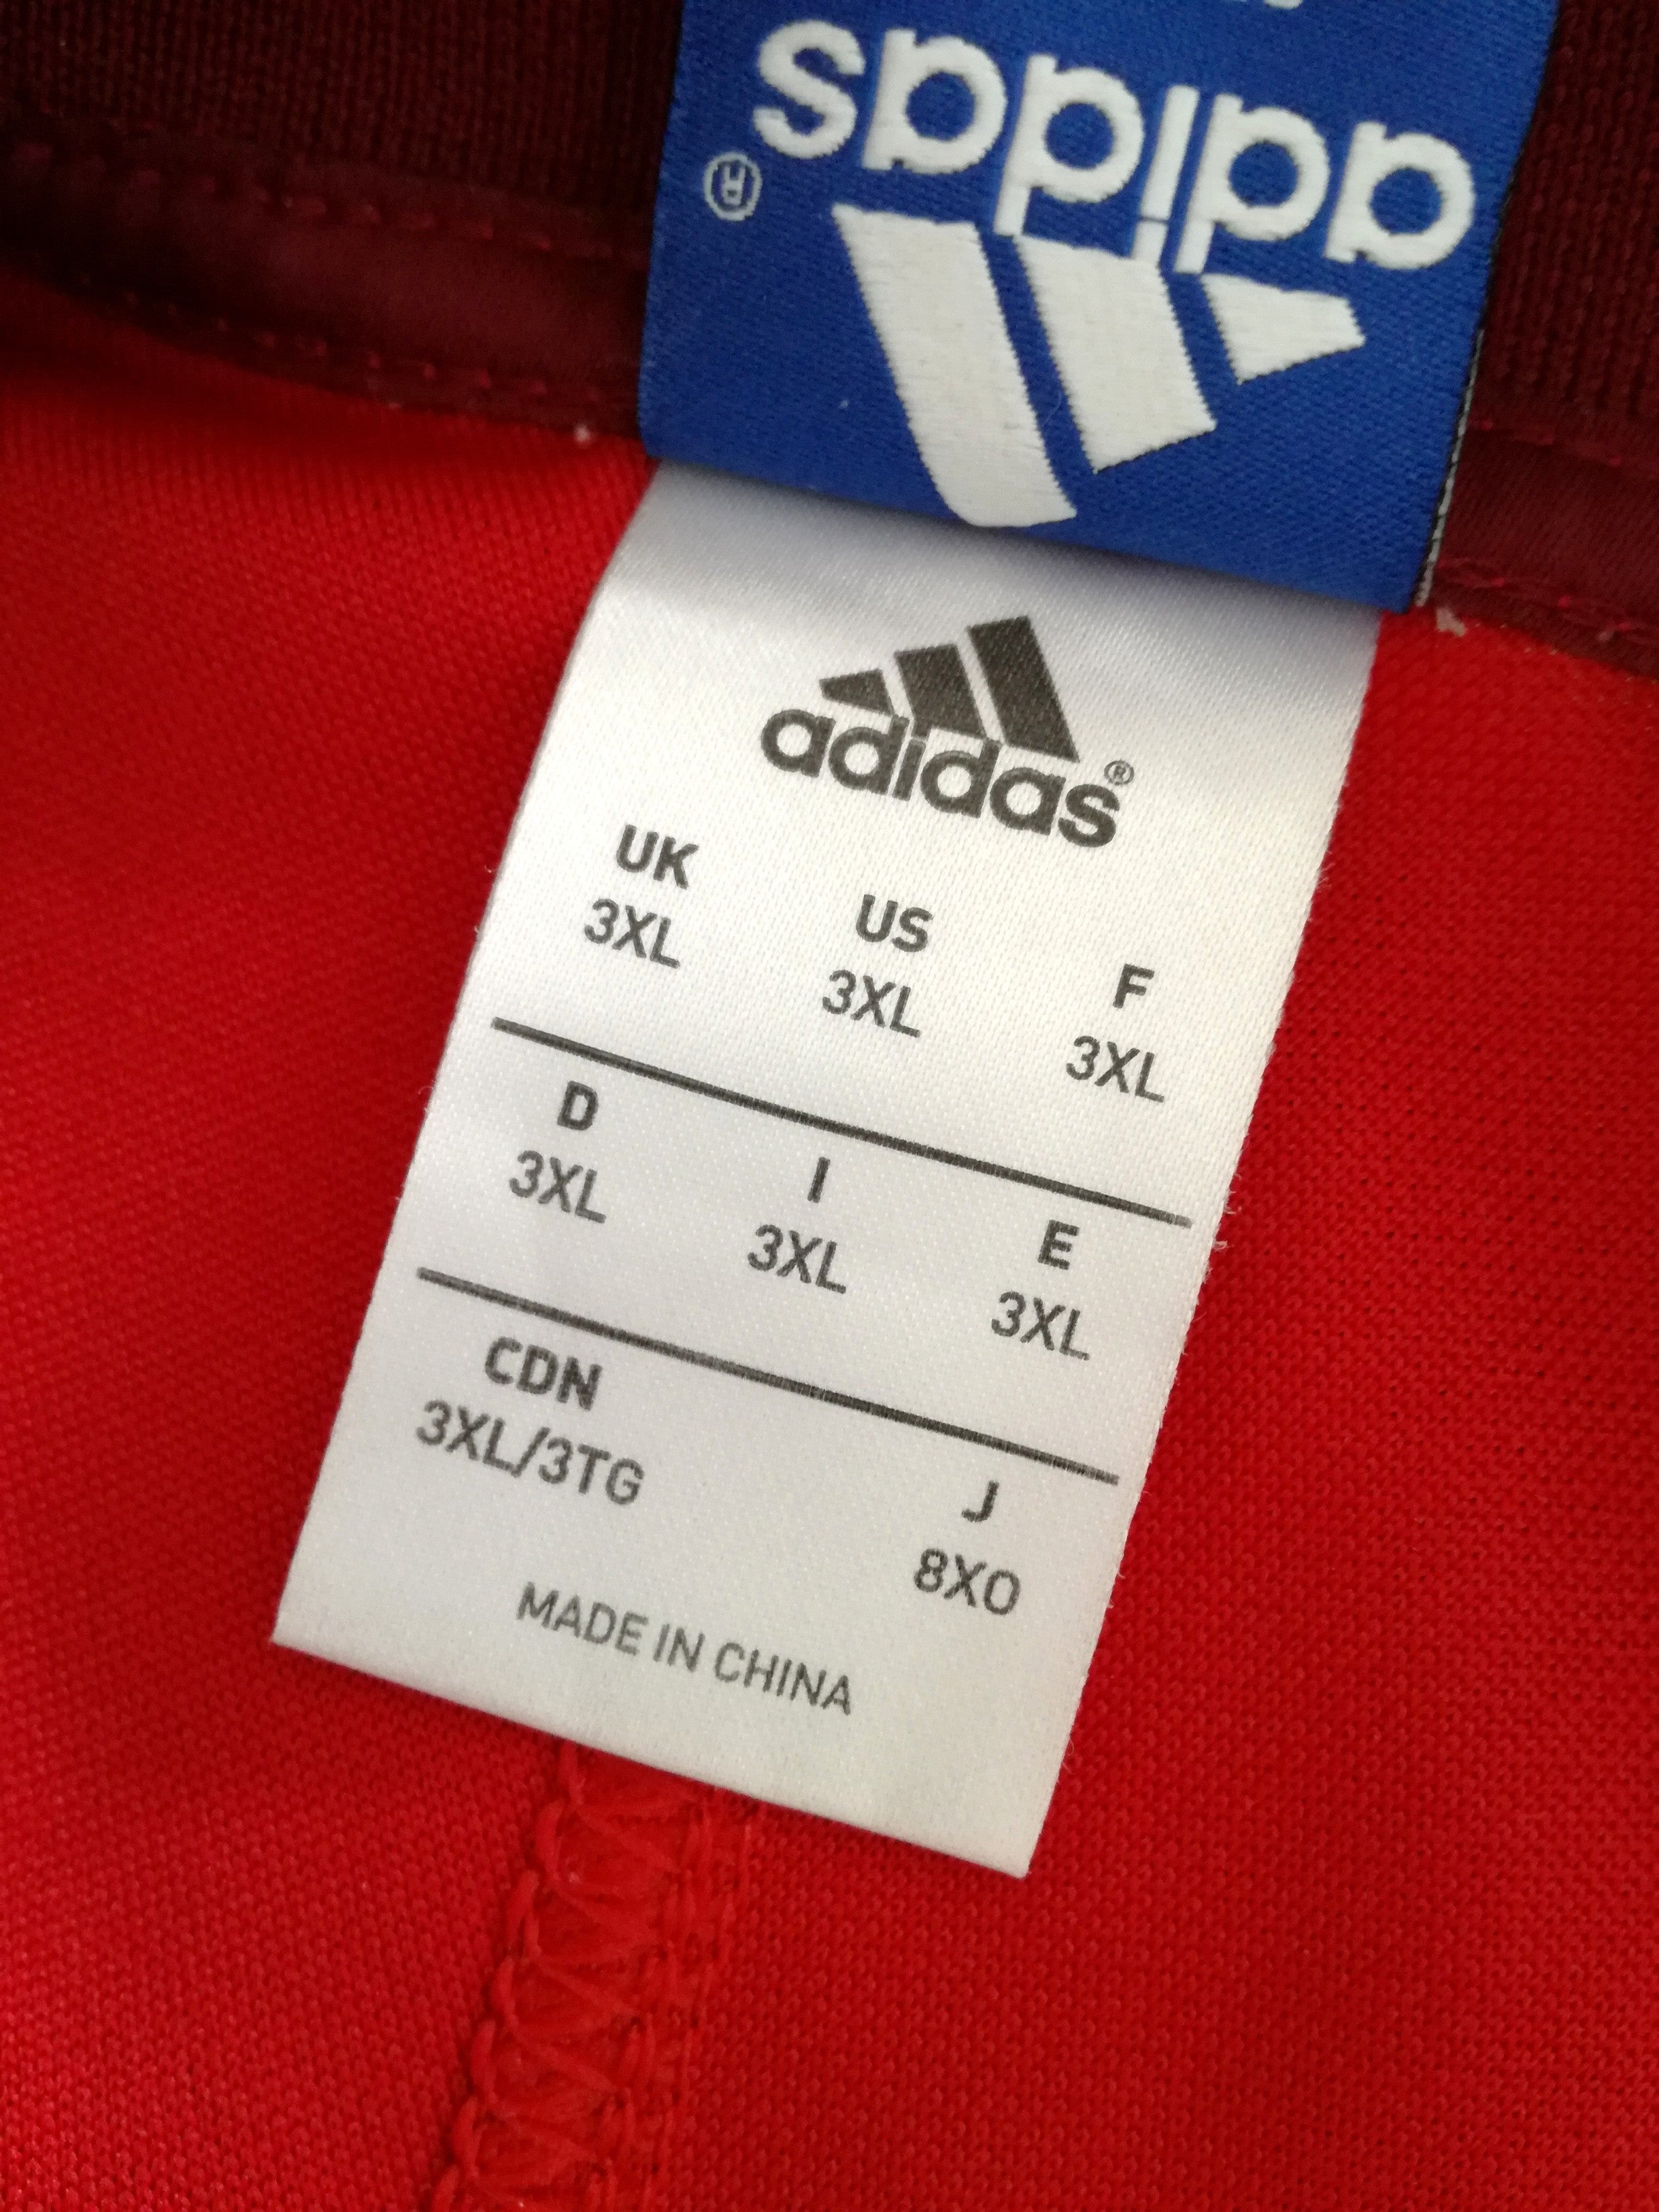 adidas
®
adidas®
UK US F
3XL 3XL 3XL
D I E
3XL 3XL 3XL
CDN J
3XL/3TG 8XO
MADE IN CHINA